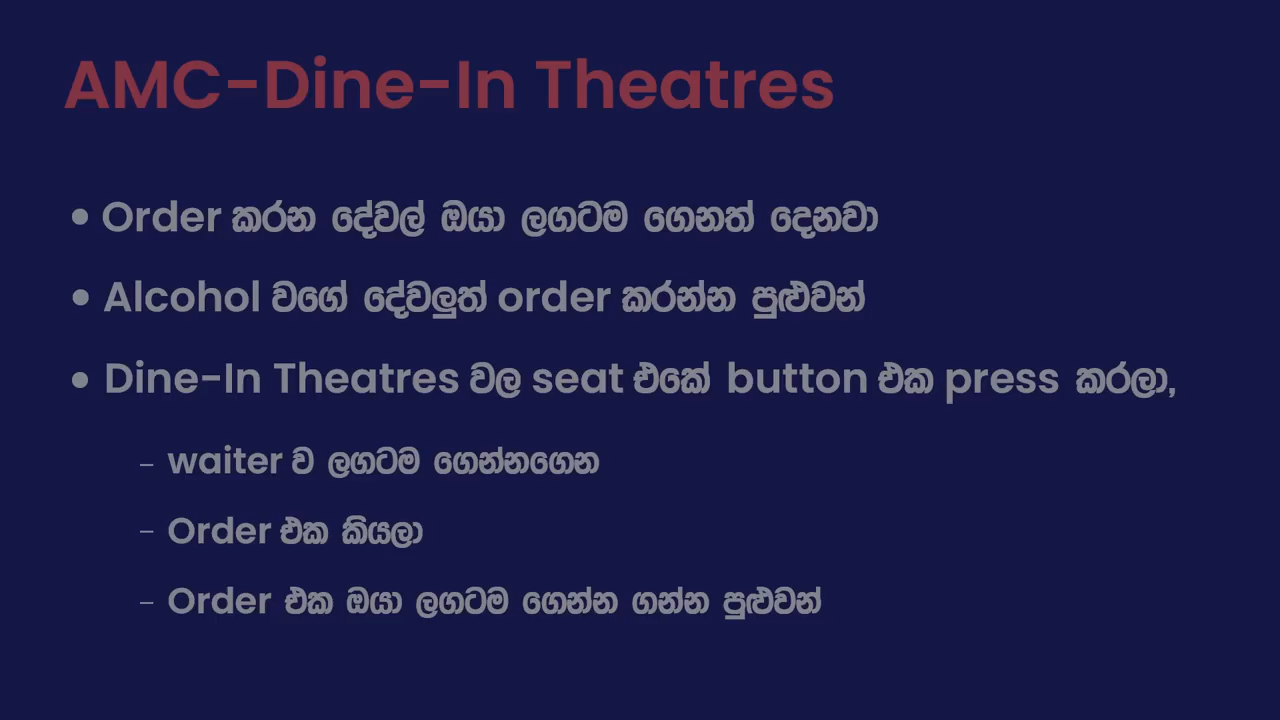 AMC-Dine-In Theatres
• Order කරන දේවල් ඔයා ලගටම ගෙනත් දෙනවා
• Alcohol වගේ දේවලුත් order කරන්න පුළුවන්
• Dine-In Theatres වල seat එකේ button එක press කරලා,
– waiter ව ලගටම ගෙන්නගෙන
– Order එක කියලා
– Order එක ඔයා ලගටම ගෙන්න ගන්න පුළුවන්